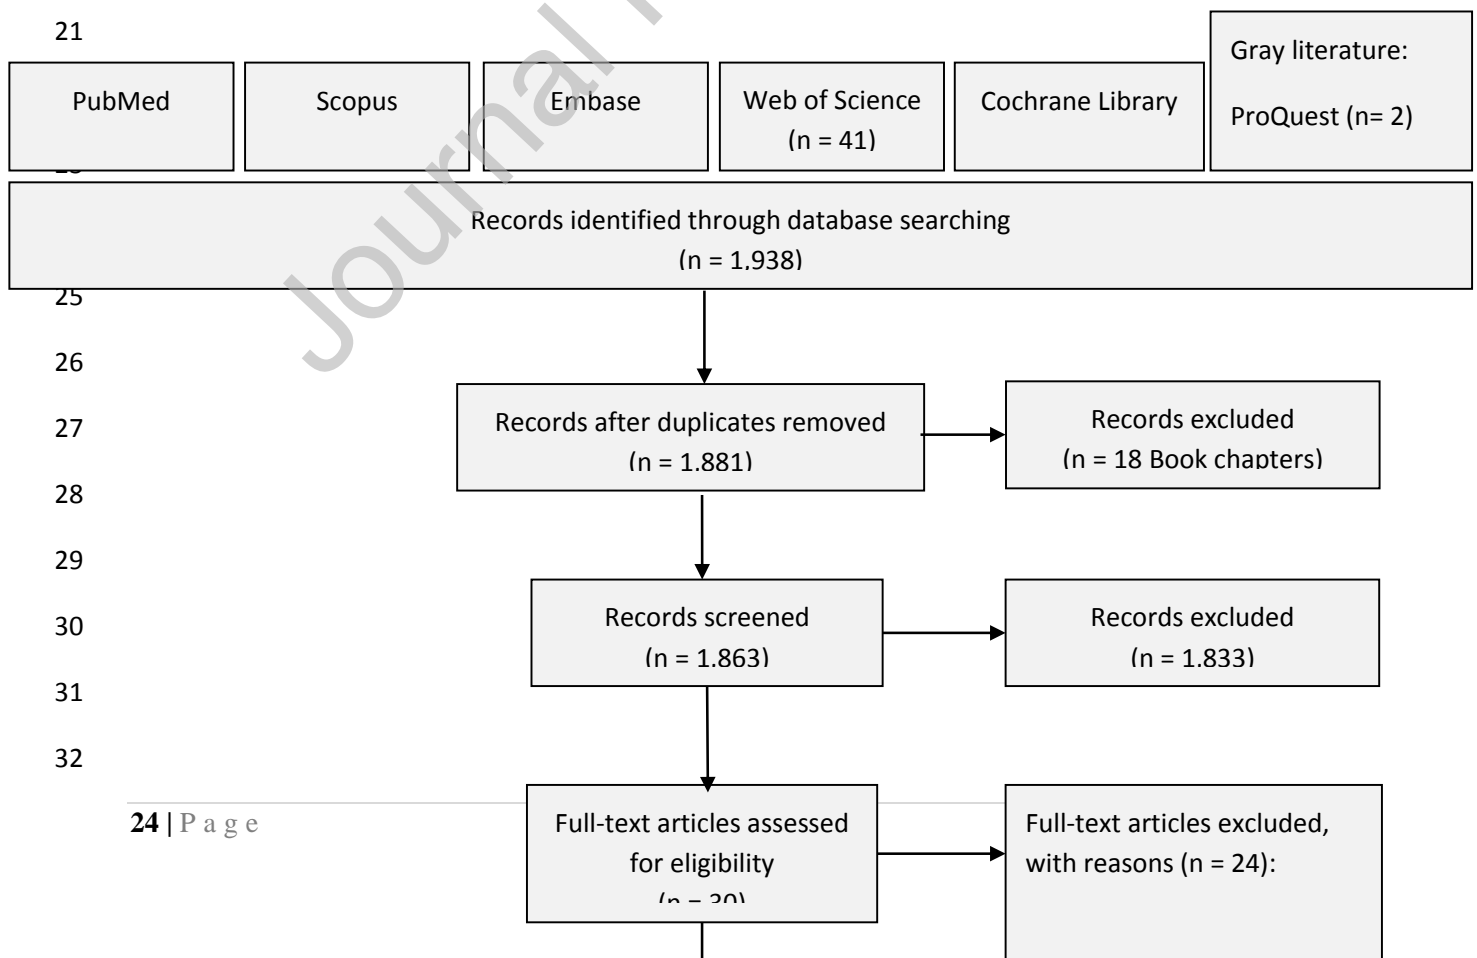 21
Gray literature:
ProQuest (n= 2)
PubMed
Scopus
Embase
Web of Science
(n = 41)
Cochrane Library
Records identified through database searching
(n = 1,938)
25
26
Records after duplicates removed
(n = 1.881)
Records excluded
(n = 18 Book chapters)
27
28
29
Records screened
(n = 1.863)
Records excluded
(n = 1.833)
30
31
32
24 | P a g e
Full-text articles assessed
for eligibility
(n = 30)
Full-text articles excluded,
with reasons (n = 24):
Journal